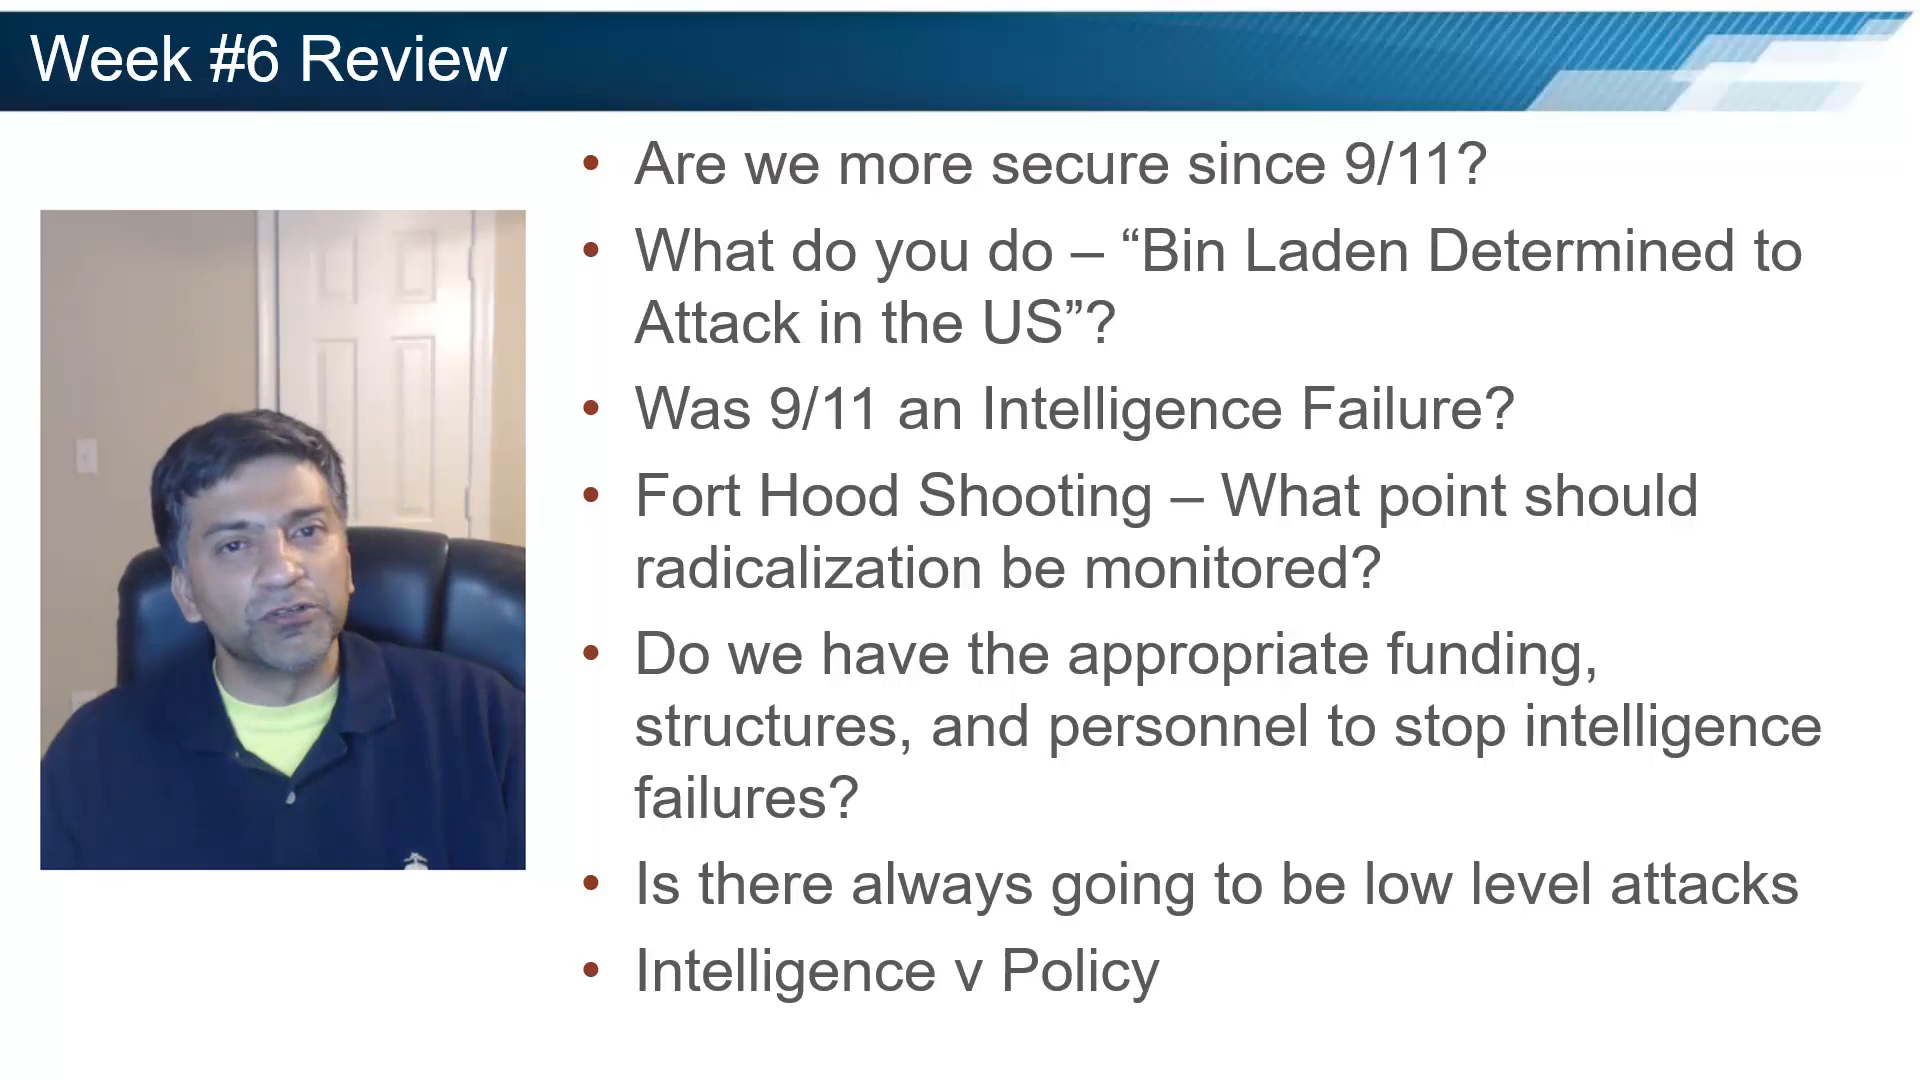 Week #6 Review
• Are we more secure since 9/11?
• What do you do – “Bin Laden Determined to
Attack in the US”?
• Was 9/11 an Intelligence Failure?
• Fort Hood Shooting – What point should
radicalization be monitored?
• Do we have the appropriate funding,
structures, and personnel to stop intelligence
failures?
• Is there always going to be low level attacks
• Intelligence v Policy